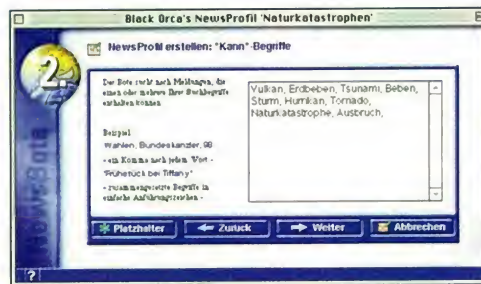 Black Orca's NewsProfil 'Naturkatastrophen'
2.
NewsProfil erstellen: "Kann"-Begriffe
Der Bote sucht nach Meldungen, die
einen oder mehrere Ihrer Suchbegriffe
enthalten können
Beispiel
Wahlen, Bundeskanzler, 98
- ein Komma nach jedem Wort -
'Frühstück bei Tiffany'
- zusammengesetzte Begriffe in
einfache Anführungszeichen -
Vulkan, Erdbeben, Tsunami, Beben,
Sturm, Hurrikan, Tornado,
Naturkatastrophe, Ausbruch,
Platzhalter
Zurück
Weiter
Abbrechen
NewsBote
?